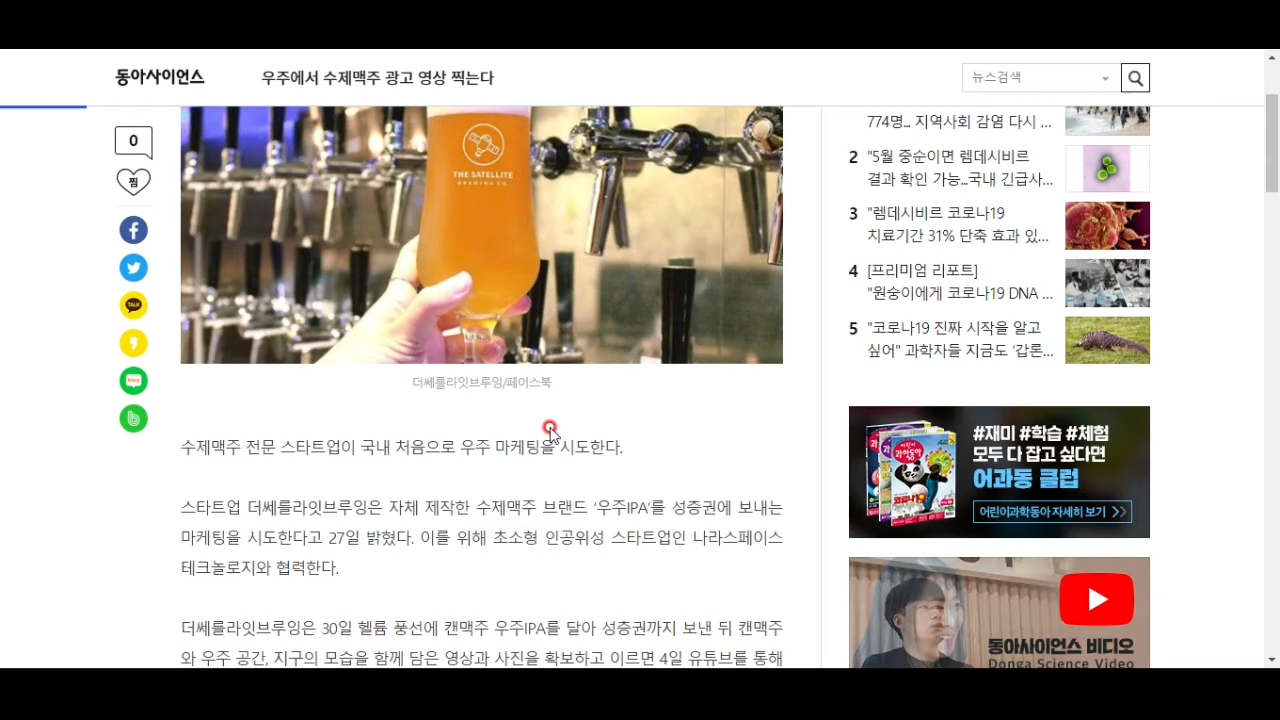 동아사이언스
우주에서 수제맥주 광고 영상 찍는다
뉴스검색
0
찜
TALK
blog
THE SATELLITE
BREWING CO.
더쎄를라잇브루잉/페이스북
수제맥주 전문 스타트업이 국내 처음으로 우주 마케팅을 시도한다.
스타트업 더쎄를라잇브루잉은 자체 제작한 수제맥주 브랜드 ‘우주IPA’를 성층권에 보내는
마케팅을 시도한다고 27일 밝혔다. 이를 위해 초소형 인공위성 스타트업인 나라스페이스
테크놀로지와 협력한다.
더쎄를라잇브루잉은 30일 헬륨 풍선에 캔맥주 우주IPA를 달아 성층권까지 보낸 뒤 캔맥주
와 우주 공간, 지구의 모습을 함께 담은 영상과 사진을 확보하고 이르면 4일 유튜브를 통해
774명... 지역사회 감염 다시 ...
2 "5월 중순이면 렘데시비르
결과 확인 가능...국내 긴급사...
3 "렘데시비르 코로나19
치료기간 31% 단축 효과 있...
4 [프리미엄 리포트]
"원숭이에게 코로나19 DNA ...
5 "코로나19 진짜 시작을 알고
싶어" 과학자들 지금도 ‘갑론...
#재미 #학습 #체험
모두 다 잡고 싶다면
어과동 클럽
어린이과학동아 자세히 보기
동아사이언스 비디오
Donga Science Video